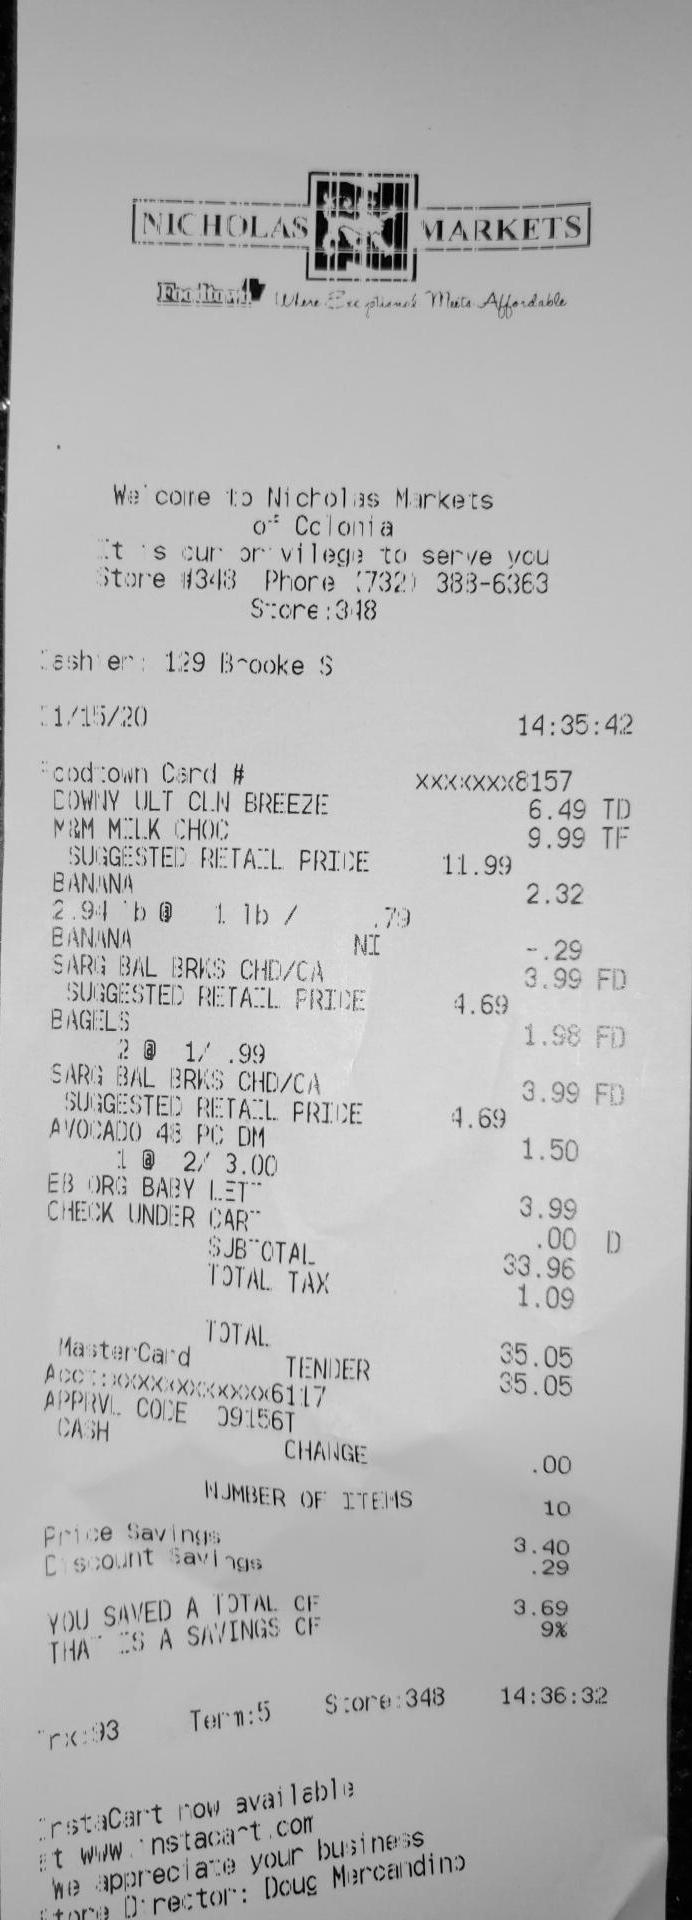 NICHOLAS MARKETS
Foodtown Where Exceptional Meets Affordable
Welcome to Nicholas Markets
of Colonia
It is our privilege to serve you
Store #348 Phone (732) 388-6363
Store:348
Cashier: 129 Brooke S
11/15/20 14:35:42
Foodtown Card # xxxxxxx8157
DOWNY ULT CLN BREEZE 6.49 TD
M&M MILK CHOC 9.99 TF
SUGGESTED RETAIL PRICE 11.99
BANANA 2.32
2.94 lb @ 1 lb / .79
BANANA NI -.29
SARG BAL BRKS CHD/CA 3.99 FD
SUGGESTED RETAIL PRICE 4.69
BAGELS 1.98 FD
2 @ 1/ .99
SARG BAL BRKS CHD/CA 3.99 FD
SUGGESTED RETAIL PRICE 4.69
AVOCADO 48 PC DM 1.50
1 @ 2/ 3.00
EB ORG BABY LETT 3.99
CHECK UNDER CART .00 D
SUBTOTAL 33.96
TOTAL TAX 1.09
TOTAL 35.05
MasterCard TENDER 35.05
Acct:xxxxxxxxxxxx6117
APPRVL CODE 09156T
CASH CHANGE .00
NUMBER OF ITEMS 10
Price Savings 3.40
Discount Savings .29
YOU SAVED A TOTAL OF 3.69
THAT IS A SAVINGS OF 9%
Trx:93 Term:5 Store:348 14:36:32
InstaCart now available
at www.instacart.com
We appreciate your business
Store Director: Doug Mercandino